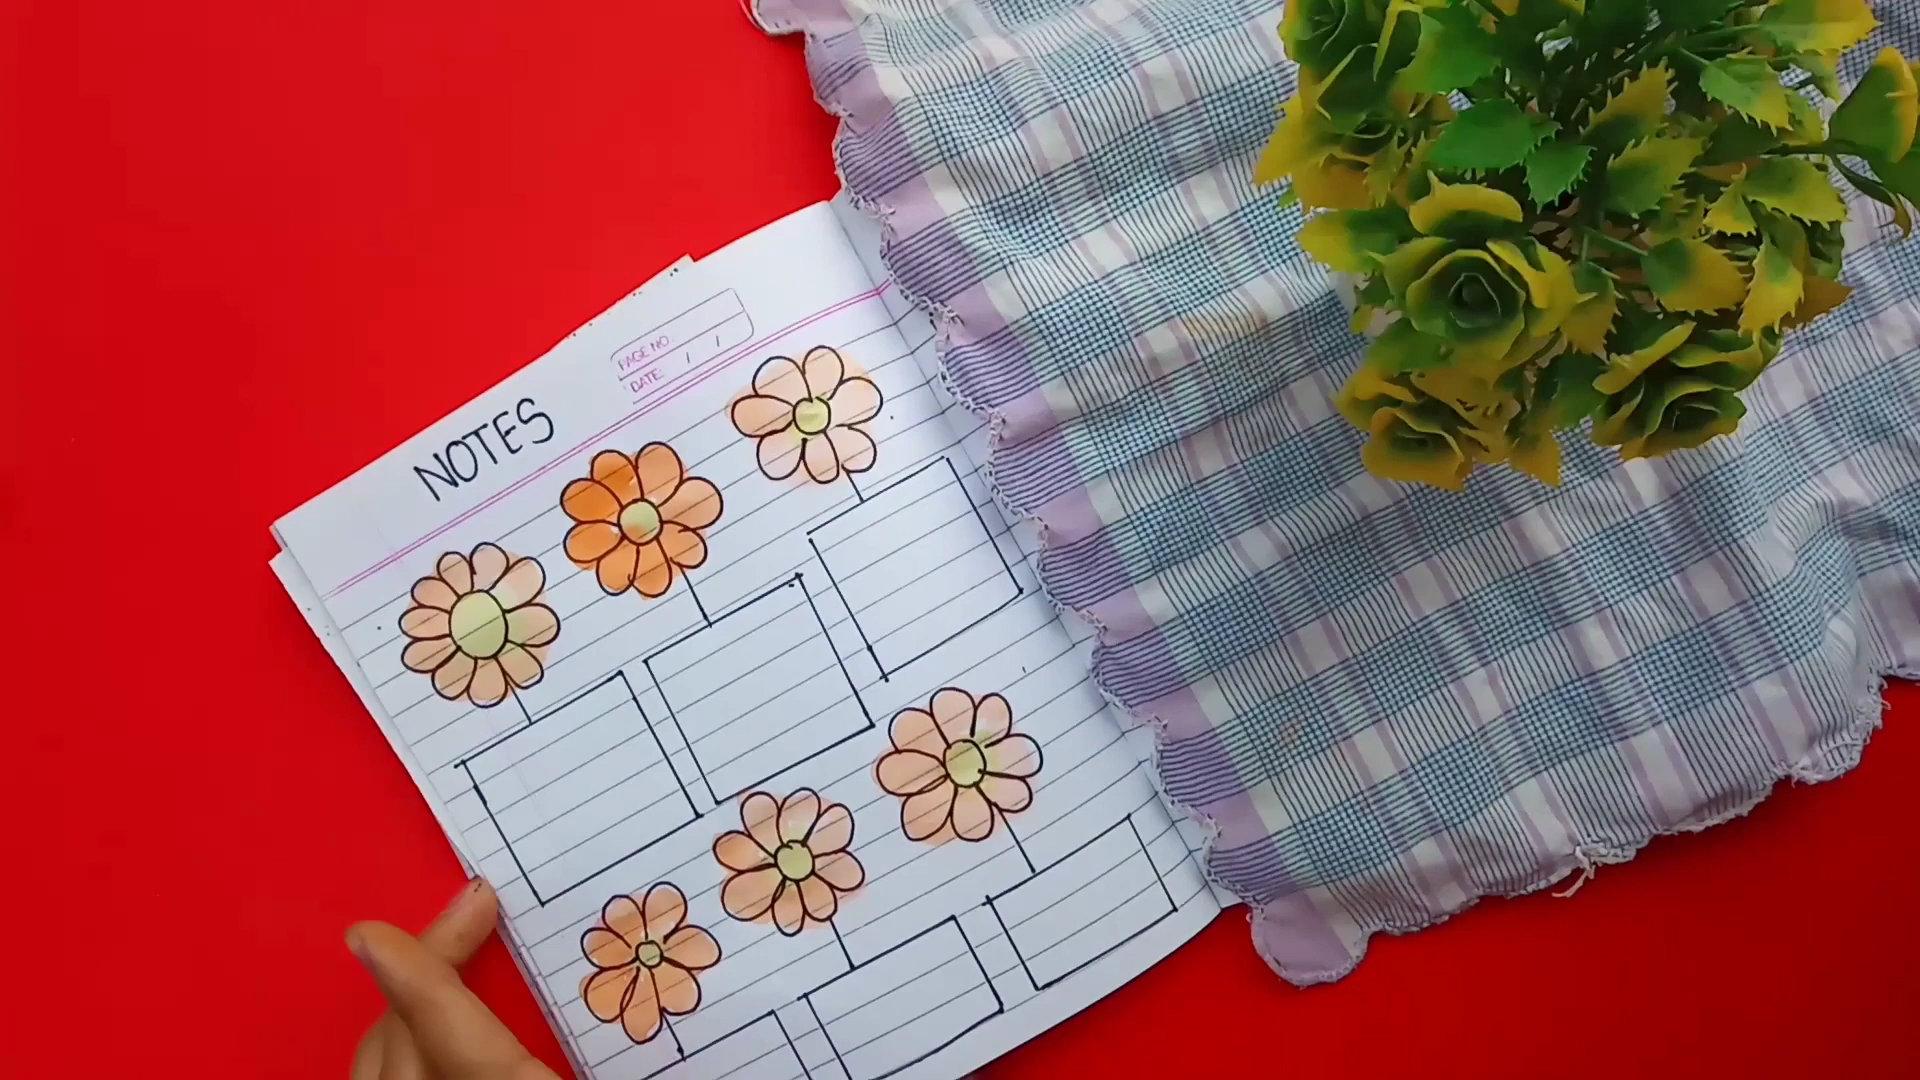 PAGE NO.
DATE: / /
NOTES